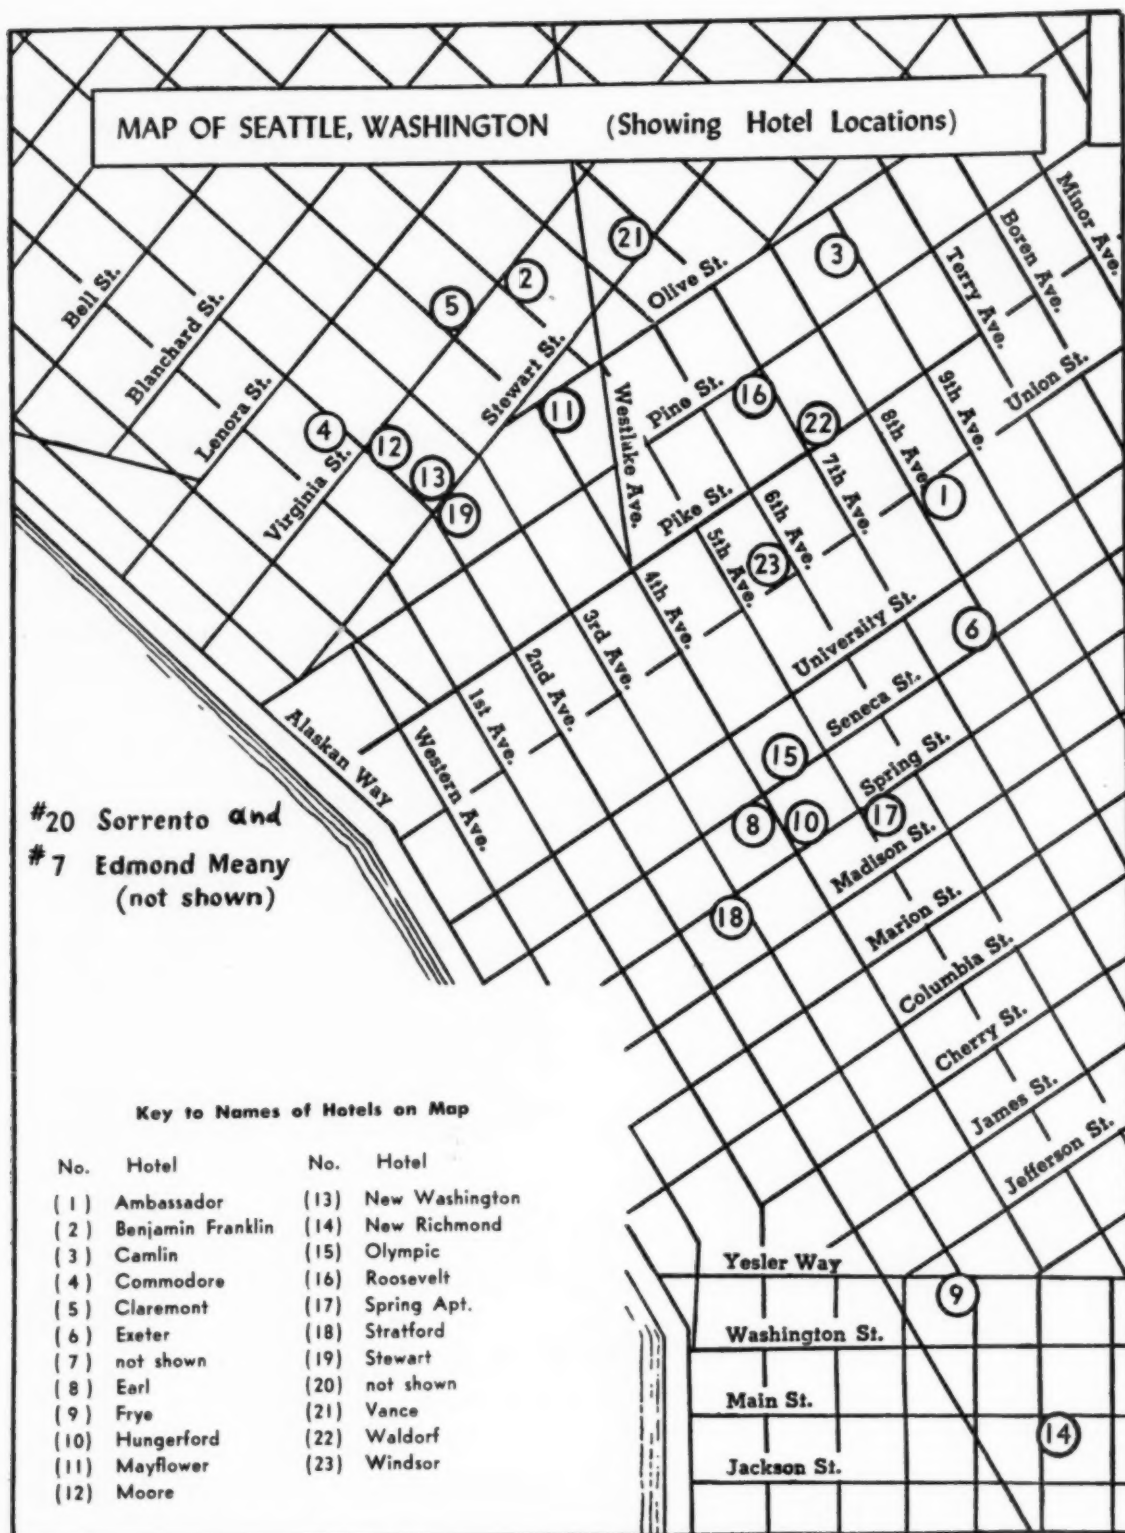 MAP OF SEATTLE, WASHINGTON (Showing Hotel Locations)
Bell St.
Blanchard St.
Lenora St.
Virginia St.
Stewart St.
Olive St.
Pine St.
Pike St.
Union St.
University St.
Seneca St.
Spring St.
Madison St.
Marion St.
Columbia St.
Cherry St.
James St.
Jefferson St.
Yesler Way
Washington St.
Main St.
Jackson St.
Alaskan Way
Western Ave.
1st Ave.
2nd Ave.
3rd Ave.
4th Ave.
5th Ave.
6th Ave.
7th Ave.
8th Ave.
9th Ave.
Terry Ave.
Boren Ave.
Minor Ave.
Westlake Ave.
21
2
3
5
16
11
22
4
12
13
19
1
23
6
15
8
10
17
18
9
14
#20 Sorrento and
#7 Edmond Meany
(not shown)
Key to Names of Hotels on Map
No. Hotel No. Hotel
(1) Ambassador (13) New Washington
(2) Benjamin Franklin (14) New Richmond
(3) Camlin (15) Olympic
(4) Commodore (16) Roosevelt
(5) Claremont (17) Spring Apt.
(6) Exeter (18) Stratford
(7) not shown (19) Stewart
(8) Earl (20) not shown
(9) Frye (21) Vance
(10) Hungerford (22) Waldorf
(11) Mayflower (23) Windsor
(12) Moore